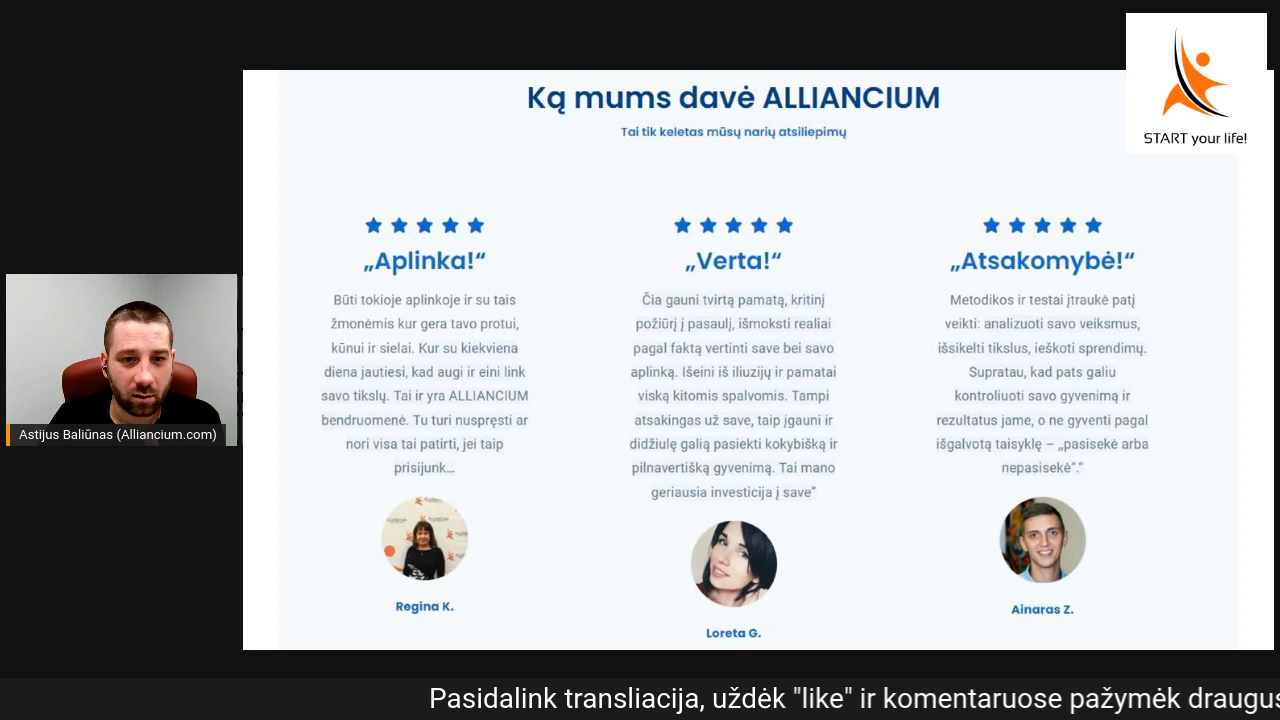 START your life!
Ką mums davė ALLIANCIUM
Tai tik keletas mūsų narių atsiliepimų
„Aplinka!“
Būti tokioje aplinkoje ir su tais
žmonėmis kur gera tavo protui,
kūnui ir sielai. Kur su kiekviena
diena jautiesi, kad augi ir eini link
savo tikslų. Tai ir yra ALLIANCIUM
bendruomenė. Tu turi nuspręsti ar
nori visa tai patirti, jei taip
prisijunk...
Regina K.
„Verta!“
Čia gauni tvirtą pamatą, kritinį
požiūrį į pasaulį, išmoksti realiai
pagal faktą vertinti save bei savo
aplinką. Išeini iš iliuzijų ir pamatai
viską kitomis spalvomis. Tampi
atsakingas už save, taip įgauni ir
didžiulę galią pasiekti kokybišką ir
pilnavertišką gyvenimą. Tai mano
geriausia investicija į save“
Loreta G.
„Atsakomybė!“
Metodikos ir testai įtraukė patį
veikti: analizuoti savo veiksmus,
išsikelti tikslus, ieškoti sprendimų.
Supratau, kad pats galiu
kontroliuoti savo gyvenimą ir
rezultatus jame, o ne gyventi pagal
išgalvotą taisyklę – „pasisekė arba
nepasisekė“.“
Ainaras Z.
Astijus Baliūnas (Alliancium.com)
Pasidalink transliacija, uždėk "like" ir komentaruose pažymėk draugus